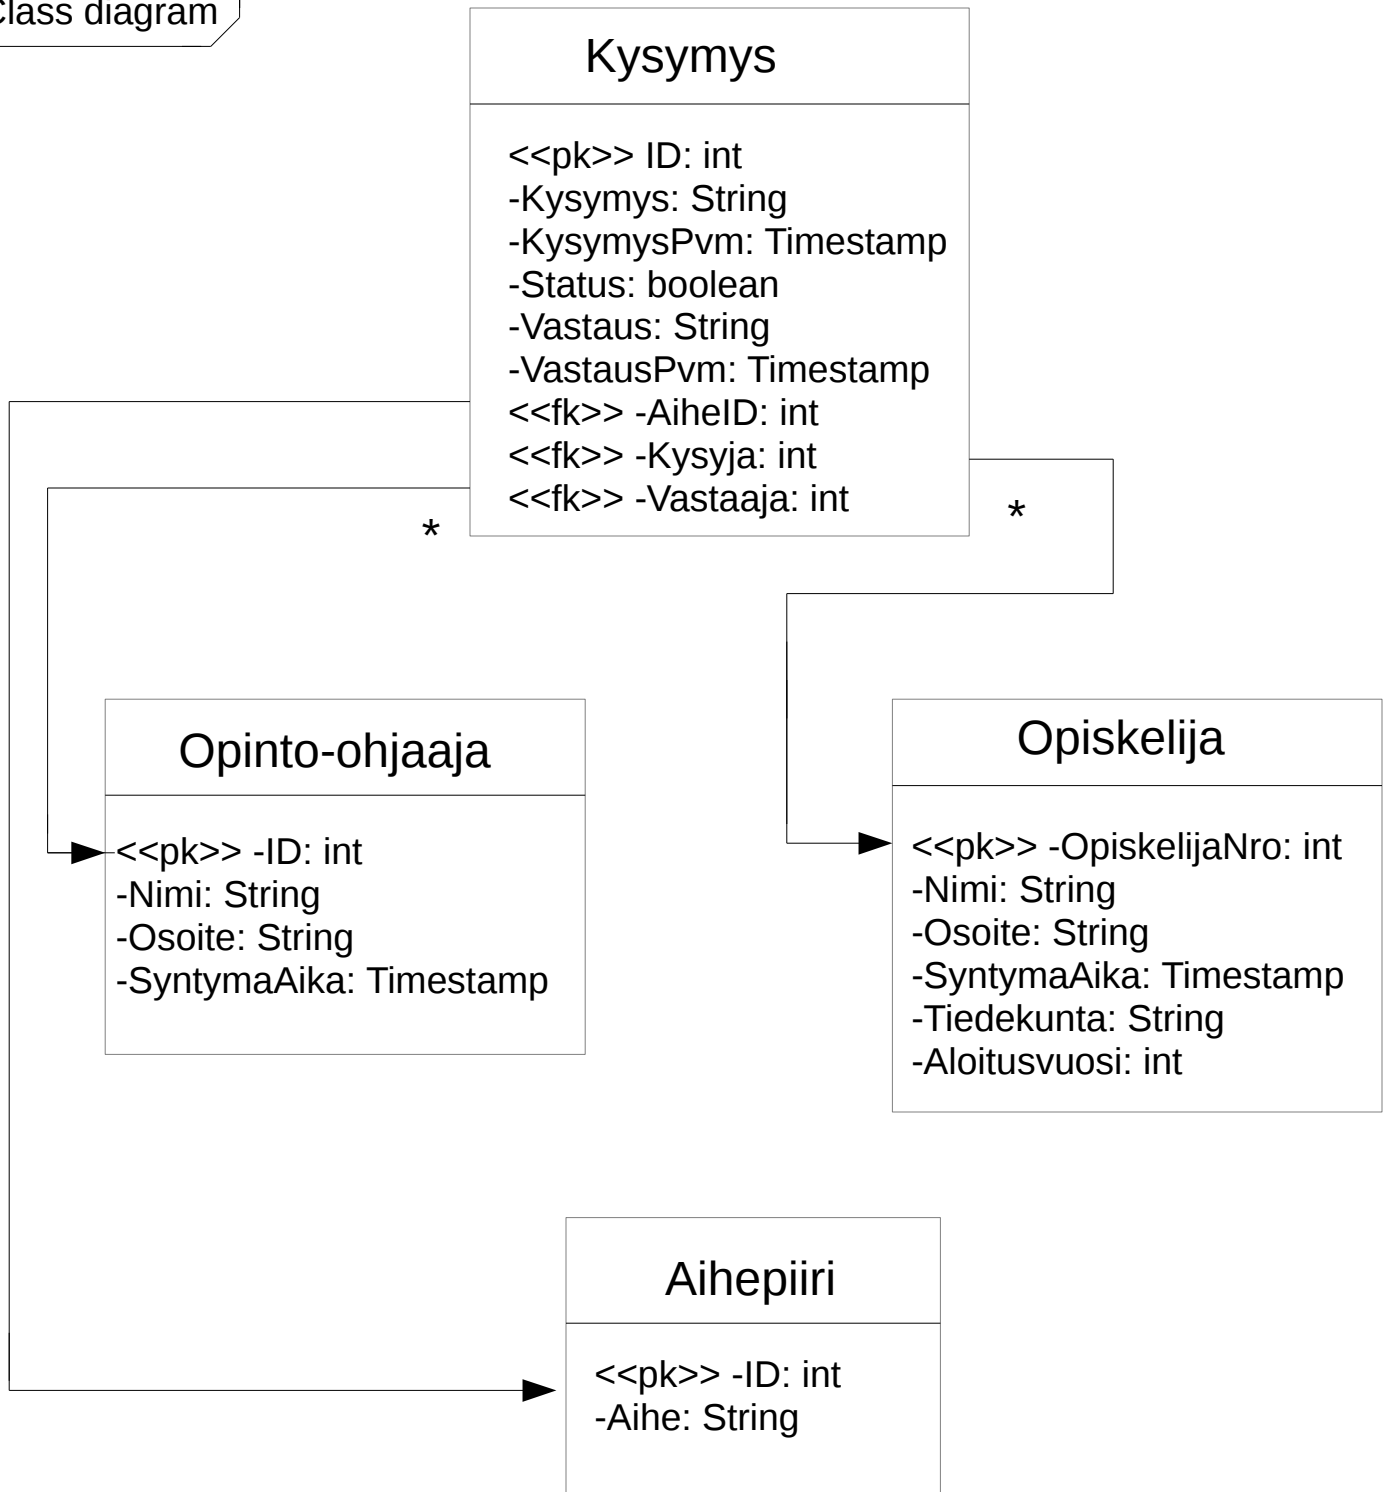 Class diagram
Kysymys
<<pk>> ID: int
-Kysymys: String
-KysymysPvm: Timestamp
-Status: boolean
-Vastaus: String
-VastausPvm: Timestamp
<<fk>> -AiheID: int
<<fk>> -Kysyja: int
<<fk>> -Vastaaja: int
*
*
Opinto-ohjaaja
<<pk>> -ID: int
-Nimi: String
-Osoite: String
-SyntymaAika: Timestamp
Opiskelija
<<pk>> -OpiskelijaNro: int
-Nimi: String
-Osoite: String
-SyntymaAika: Timestamp
-Tiedekunta: String
-Aloitusvuosi: int
Aihepiiri
<<pk>> -ID: int
-Aihe: String